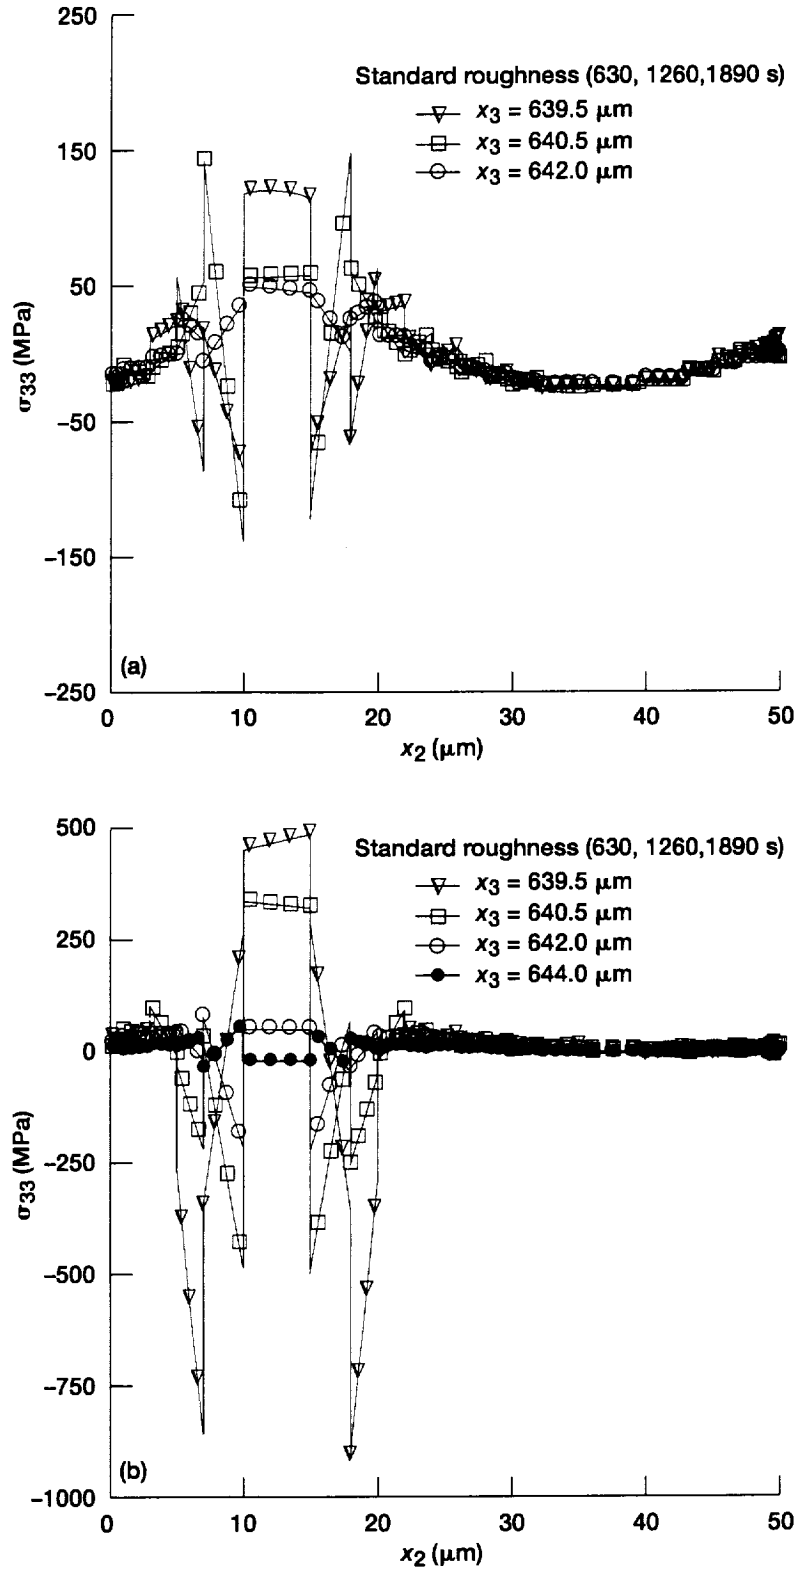 250
150
50
−50
−150
−250
σ33 (MPa)
Standard roughness (630, 1260,1890 s)
x3 = 639.5 μm
x3 = 640.5 μm
x3 = 642.0 μm
(a)
0 10 20 30 40 50
x2 (μm)
500
250
0
−250
−500
−750
−1000
σ33 (MPa)
Standard roughness (630, 1260,1890 s)
x3 = 639.5 μm
x3 = 640.5 μm
x3 = 642.0 μm
x3 = 644.0 μm
(b)
0 10 20 30 40 50
x2 (μm)